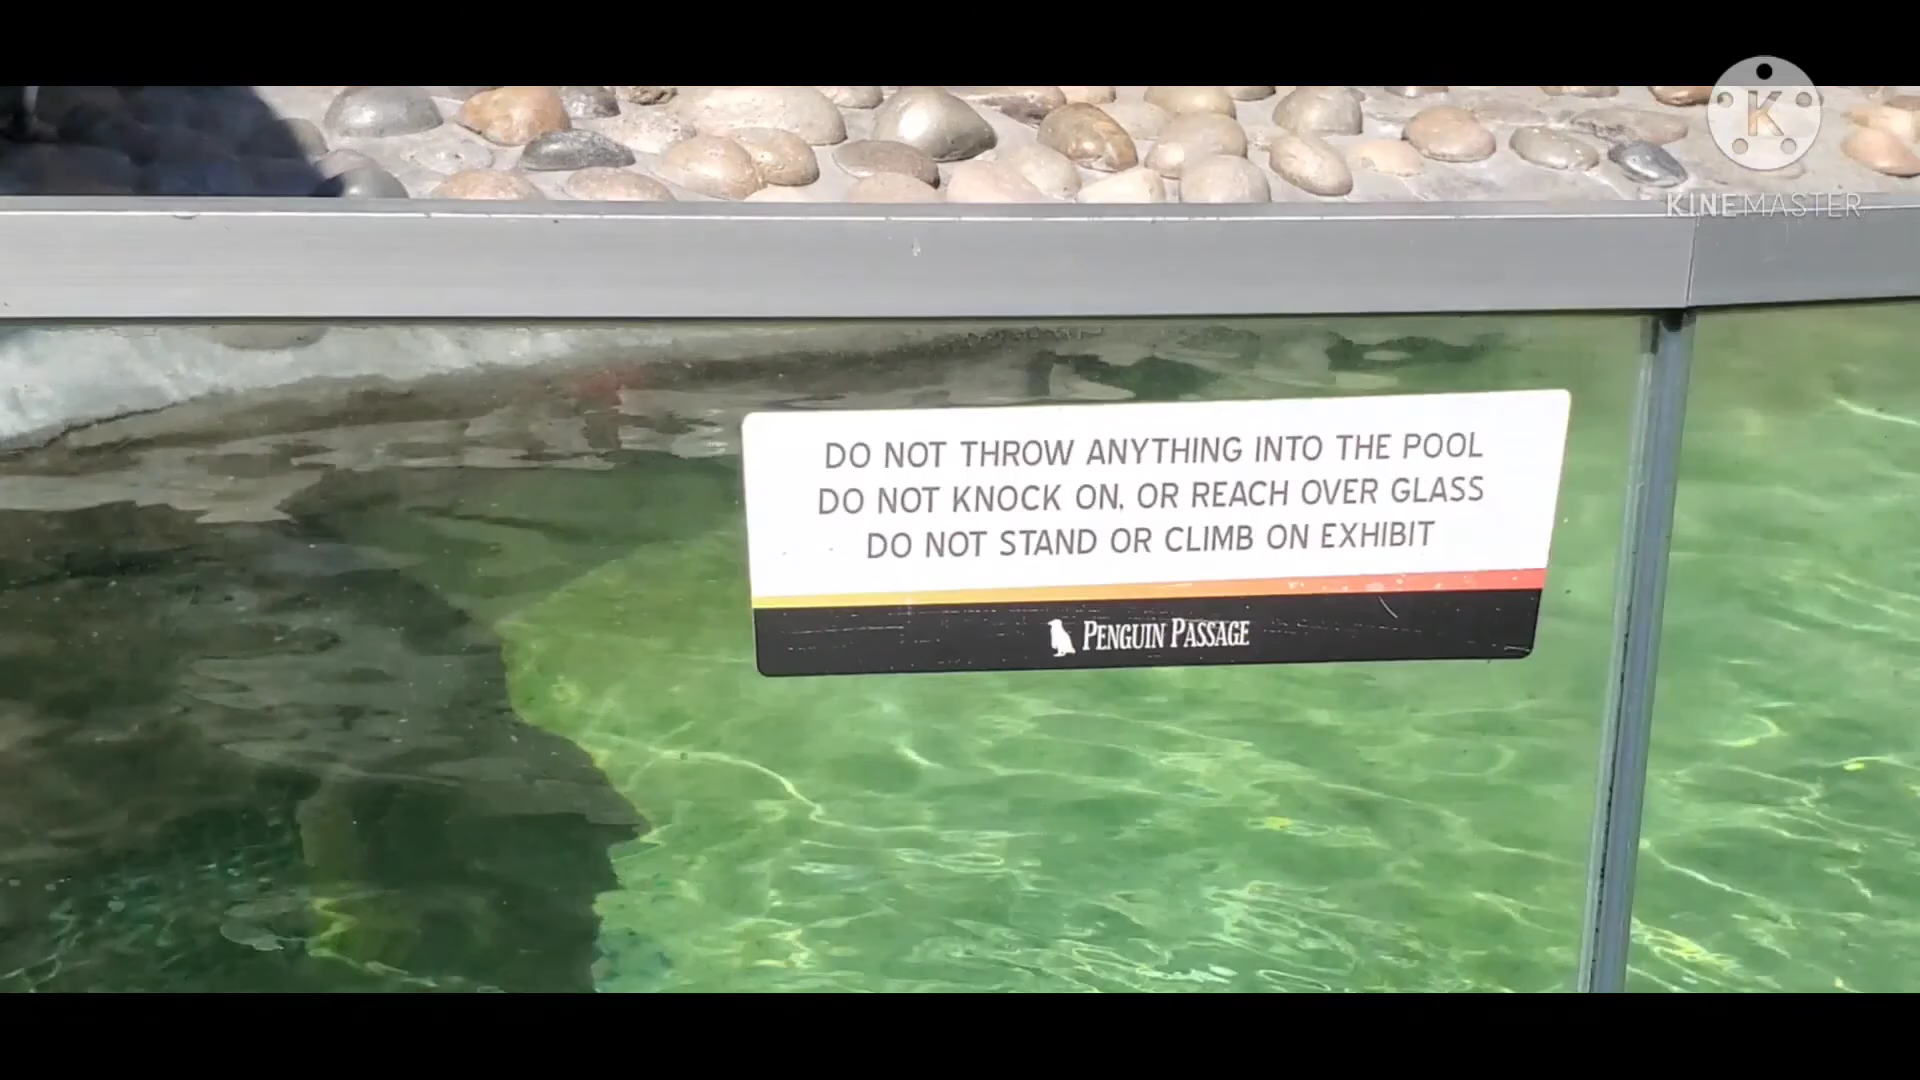 K
KINEMASTER
DO NOT THROW ANYTHING INTO THE POOL
DO NOT KNOCK ON, OR REACH OVER GLASS
DO NOT STAND OR CLIMB ON EXHIBIT
PENGUIN PASSAGE